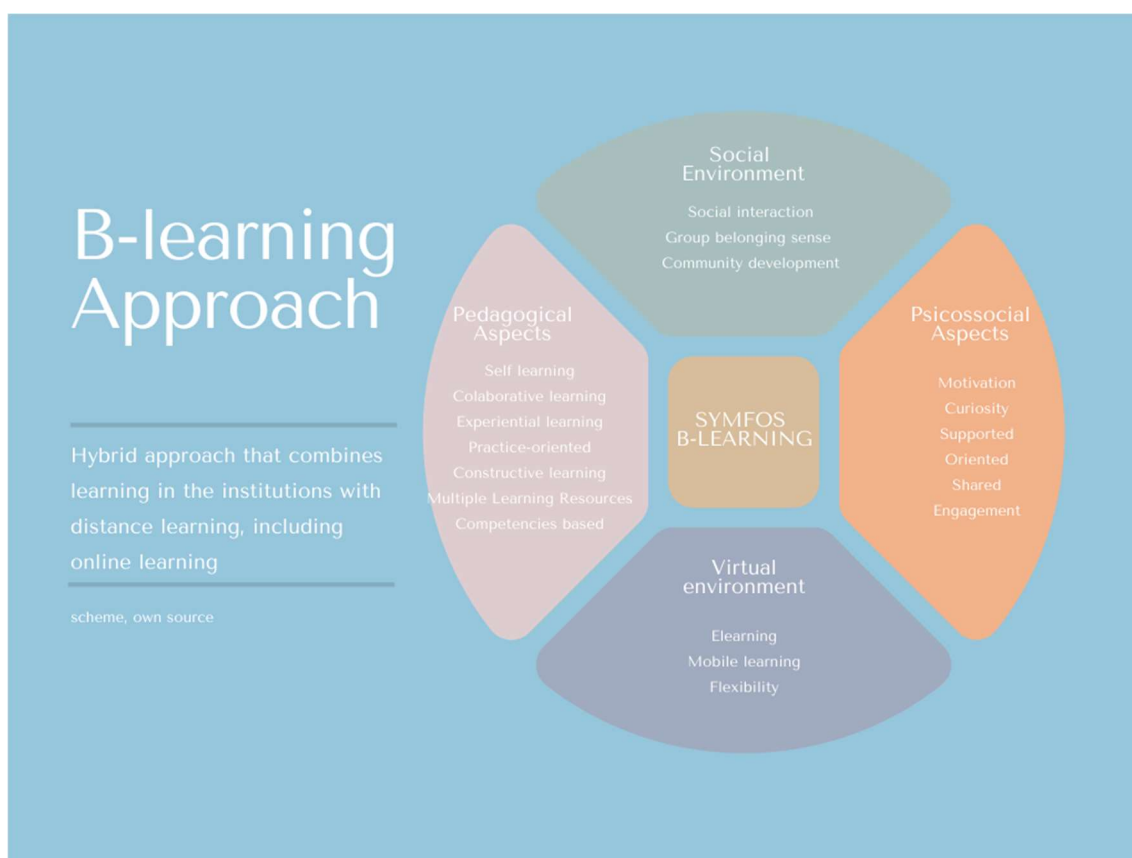 B-learning
Approach
Hybrid approach that combines
learning in the institutions with
distance learning, including
online learning
scheme, own source
Social
Environment
Social interaction
Group belonging sense
Community development
Pedagogical
Aspects
Self learning
Colaborative learning
Experiential learning
Practice-oriented
Constructive learning
Multiple Learning Resources
Competencies based
SYMFOS
B-LEARNING
Psicossocial
Aspects
Motivation
Curiosity
Supported
Oriented
Shared
Engagement
Virtual
environment
Elearning
Mobile learning
Flexibility